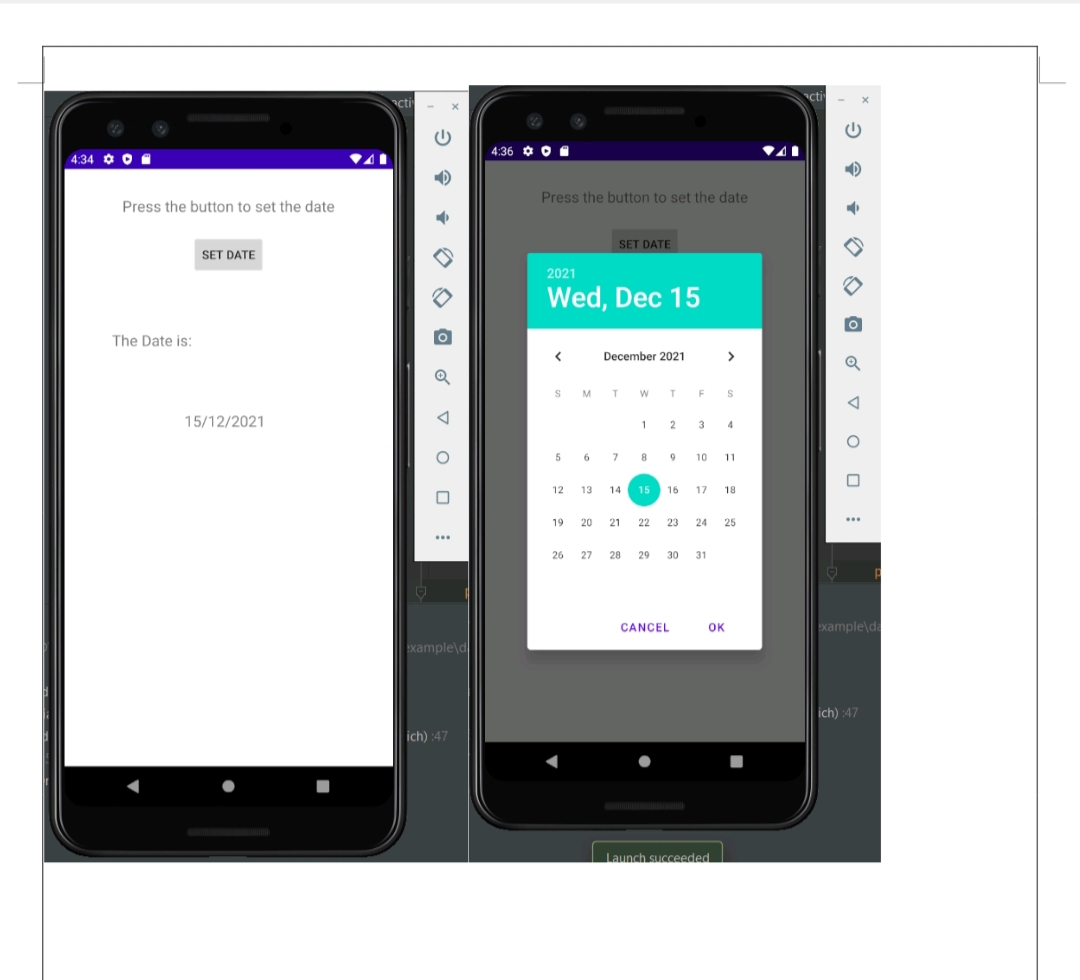 4:34
Press the button to set the date
SET DATE
The Date is:
15/12/2021
example\d
ich) :47
4:36
Press the button to set the date
SET DATE
2021
Wed, Dec 15
December 2021
S M T W T F S
1 2 3 4
5 6 7 8 9 10 11
12 13 14 15 16 17 18
19 20 21 22 23 24 25
26 27 28 29 30 31
CANCEL OK
example\da
ich) :47
Launch succeeded